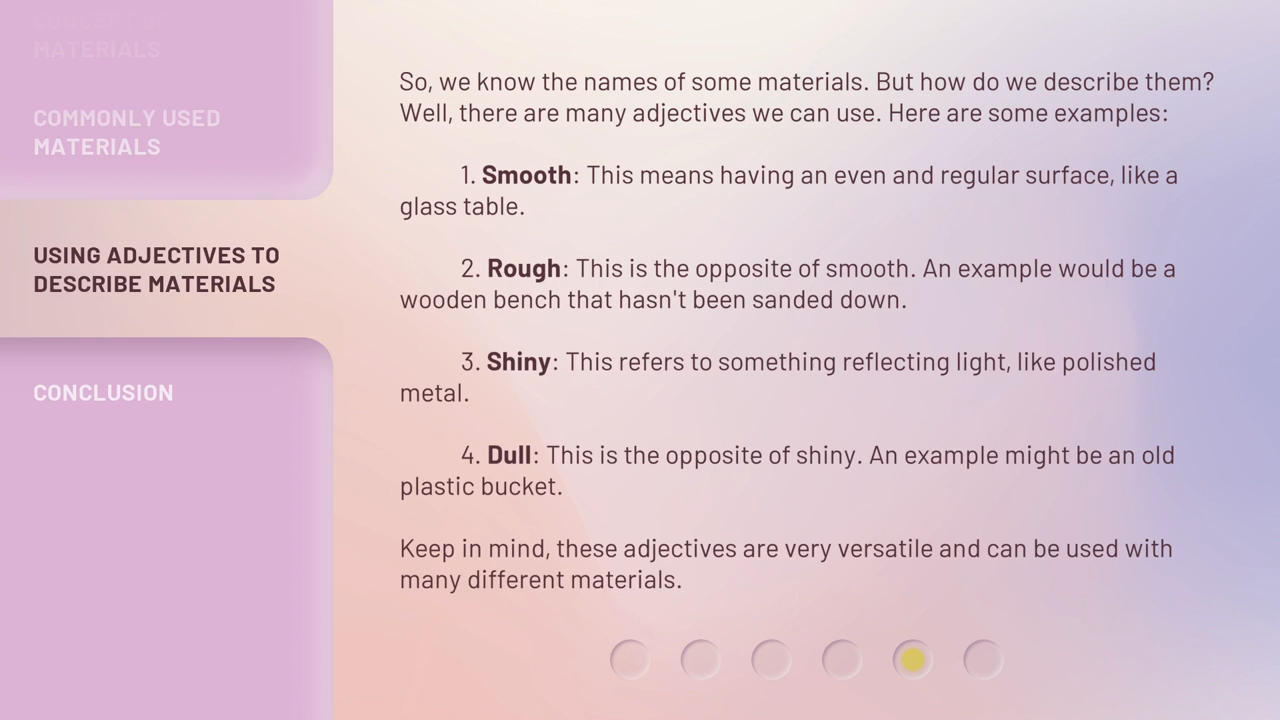 MATERIALS
COMMONLY USED
MATERIALS
USING ADJECTIVES TO
DESCRIBE MATERIALS
CONCLUSION
So, we know the names of some materials. But how do we describe them?
Well, there are many adjectives we can use. Here are some examples:
1. Smooth: This means having an even and regular surface, like a
glass table.
2. Rough: This is the opposite of smooth. An example would be a
wooden bench that hasn't been sanded down.
3. Shiny: This refers to something reflecting light, like polished
metal.
4. Dull: This is the opposite of shiny. An example might be an old
plastic bucket.
Keep in mind, these adjectives are very versatile and can be used with
many different materials.